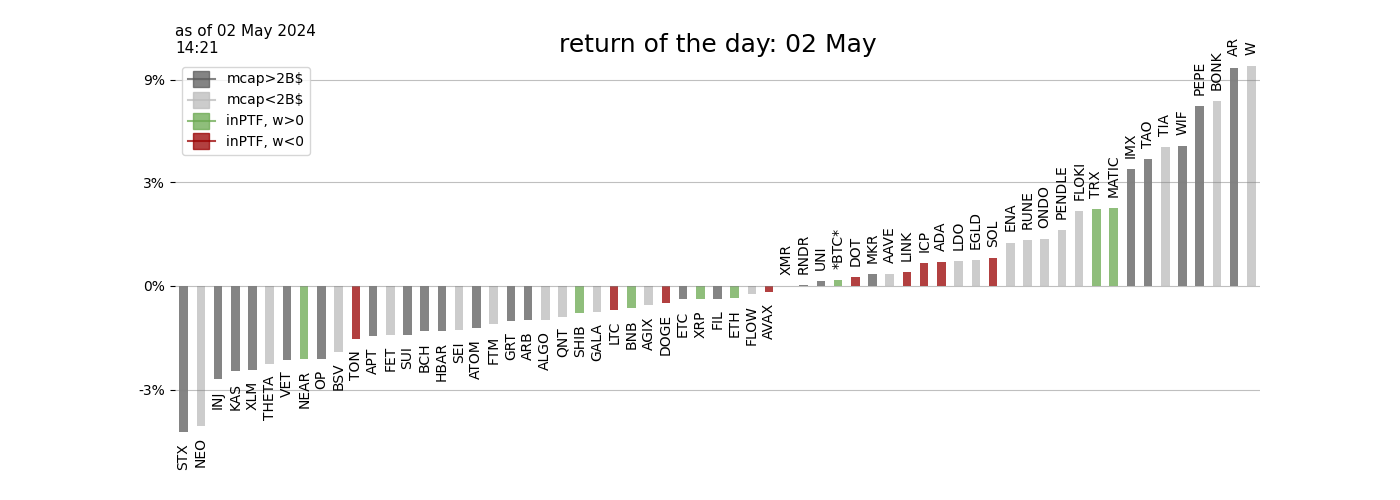 as of 02 May 2024
14:21
return of the day: 02 May
mcap>2B$
mcap<2B$
inPTF, w>0
inPTF, w<0
9%
3%
0%
-3%
STX
NEO
INJ
KAS
XLM
THETA
VET
NEAR
OP
BSV
TON
APT
FET
SUI
BCH
HBAR
SEI
ATOM
FTM
GRT
ARB
ALGO
QNT
SHIB
GALA
LTC
BNB
AGIX
DOGE
ETC
XRP
FIL
ETH
FLOW
AVAX
XMR
RNDR
UNI
*BTC*
DOT
MKR
AAVE
LINK
ICP
ADA
LDO
EGLD
SOL
ENA
RUNE
ONDO
PENDLE
FLOKI
TRX
MATIC
IMX
TAO
TIA
WIF
PEPE
BONK
AR
W